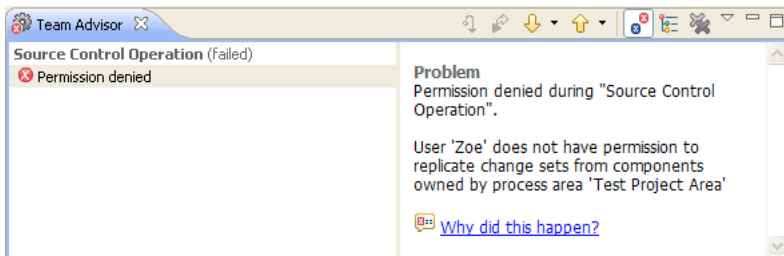 Team Advisor
Source Control Operation (failed)
Permission denied
Problem
Permission denied during "Source Control
Operation".
User 'Zoe' does not have permission to
replicate change sets from components
owned by process area 'Test Project Area'
Why did this happen?